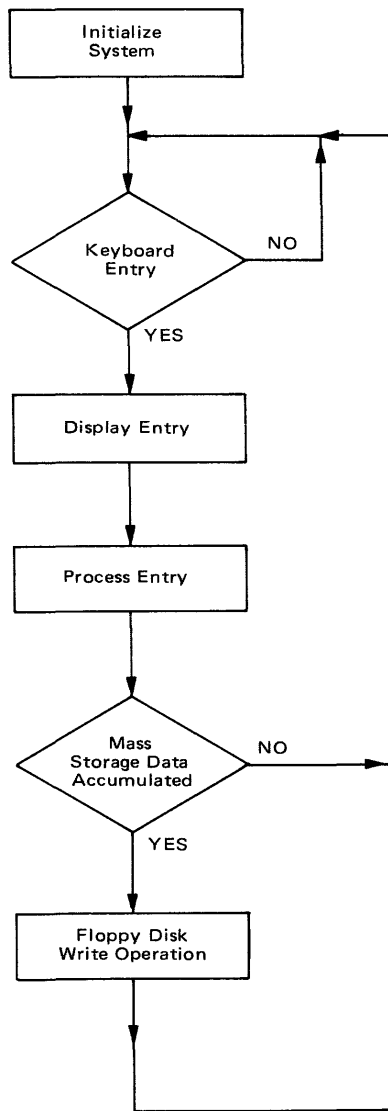 Initialize
System
Keyboard
Entry
NO
YES
Display Entry
Process Entry
Mass
Storage Data
Accumulated
NO
YES
Floppy Disk
Write Operation